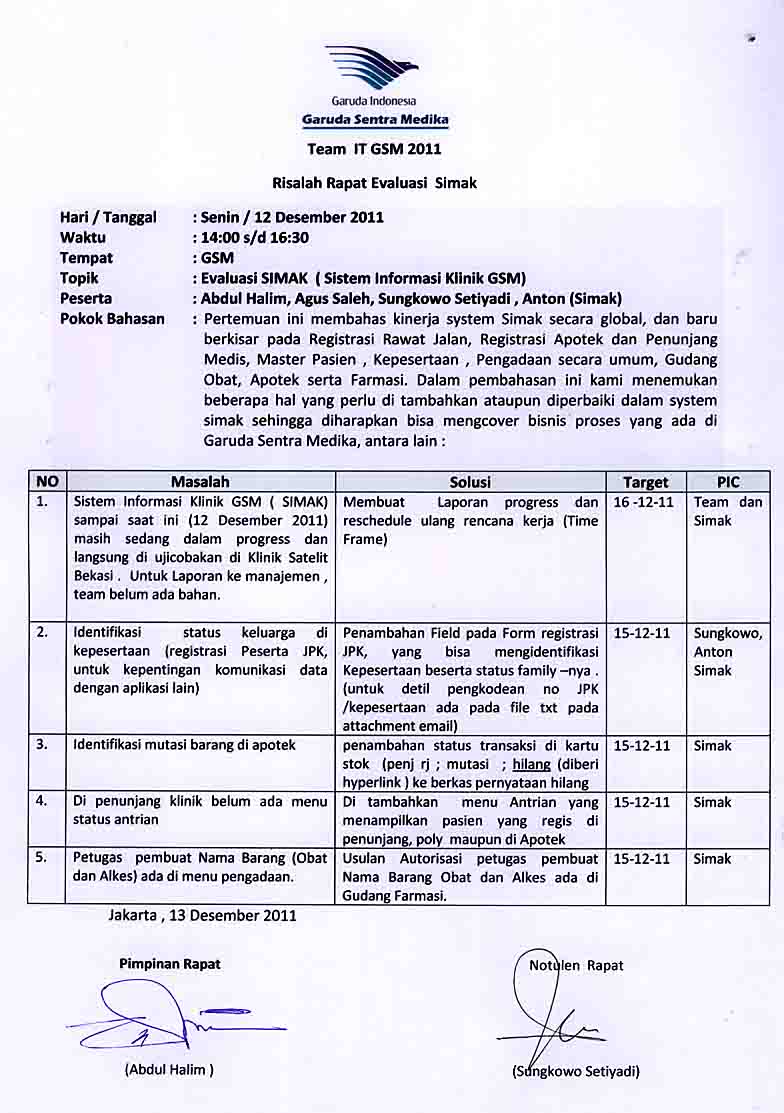 Garuda Indonesia
Garuda Sentra Medika
Team IT GSM 2011
Risalah Rapat Evaluasi Simak
Hari / Tanggal : Senin / 12 Desember 2011
Waktu : 14:00 s/d 16:30
Tempat : GSM
Topik : Evaluasi SIMAK ( Sistem Informasi Klinik GSM)
Peserta : Abdul Halim, Agus Saleh, Sungkowo Setiyadi , Anton (Simak)
Pokok Bahasan : Pertemuan ini membahas kinerja system Simak secara global, dan baru
berkisar pada Registrasi Rawat Jalan, Registrasi Apotek dan Penunjang
Medis, Master Pasien , Kepesertaan , Pengadaan secara umum, Gudang
Obat, Apotek serta Farmasi. Dalam pembahasan ini kami menemukan
beberapa hal yang perlu di tambahkan ataupun diperbaiki dalam system
simak sehingga diharapkan bisa mengcover bisnis proses yang ada di
Garuda Sentra Medika, antara lain :
NO Masalah Solusi Target PIC
1. Sistem Informasi Klinik GSM ( SIMAK) Membuat Laporan progress dan 16 -12-11 Team dan
sampai saat ini (12 Desember 2011) reschedule ulang rencana kerja (Time Simak
masih sedang dalam progress dan Frame)
langsung di ujicobakan di Klinik Satelit
Bekasi . Untuk Laporan ke manajemen ,
team belum ada bahan.
2. Identifikasi status keluarga di Penambahan Field pada Form registrasi 15-12-11 Sungkowo,
kepesertaan (registrasi Peserta JPK, JPK, yang bisa mengidentifikasi Anton
untuk kepentingan komunikasi data Kepesertaan beserta status family –nya . Simak
dengan aplikasi lain) (untuk detil pengkodean no JPK
/kepesertaan ada pada file txt pada
attachment email)
3. Identifikasi mutasi barang di apotek penambahan status transaksi di kartu 15-12-11 Simak
stok (penj rj ; mutasi ; hilang (diberi
hyperlink ) ke berkas pernyataan hilang
4. Di penunjang klinik belum ada menu Di tambahkan menu Antrian yang 15-12-11 Simak
status antrian menampilkan pasien yang regis di
penunjang, poly maupun di Apotek
5. Petugas pembuat Nama Barang (Obat Usulan Autorisasi petugas pembuat 15-12-11 Simak
dan Alkes) ada di menu pengadaan. Nama Barang Obat dan Alkes ada di
Gudang Farmasi.
Jakarta , 13 Desember 2011
Pimpinan Rapat Notulen Rapat
(Abdul Halim ) (Sungkowo Setiyadi)